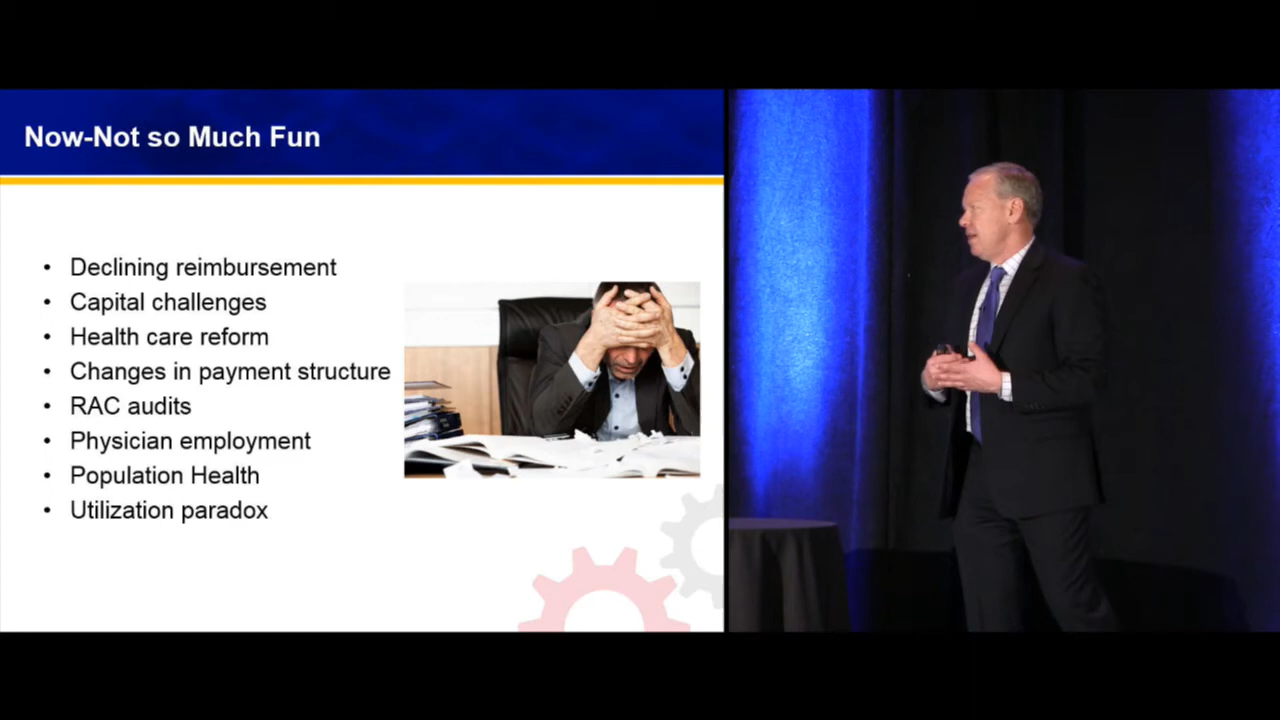 Now-Not so Much Fun
• Declining reimbursement
• Capital challenges
• Health care reform
• Changes in payment structure
• RAC audits
• Physician employment
• Population Health
• Utilization paradox